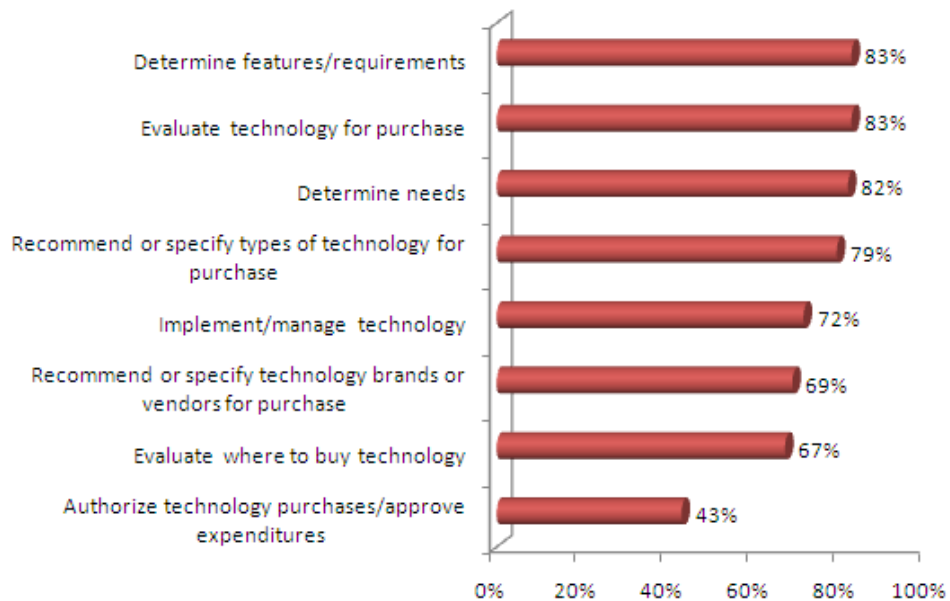 Determine features/requirements
83%
Evaluate technology for purchase
83%
Determine needs
82%
Recommend or specify types of technology for
purchase
79%
Implement/manage technology
72%
Recommend or specify technology brands or
vendors for purchase
69%
Evaluate where to buy technology
67%
Authorize technology purchases/approve
expenditures
43%
0% 20% 40% 60% 80% 100%